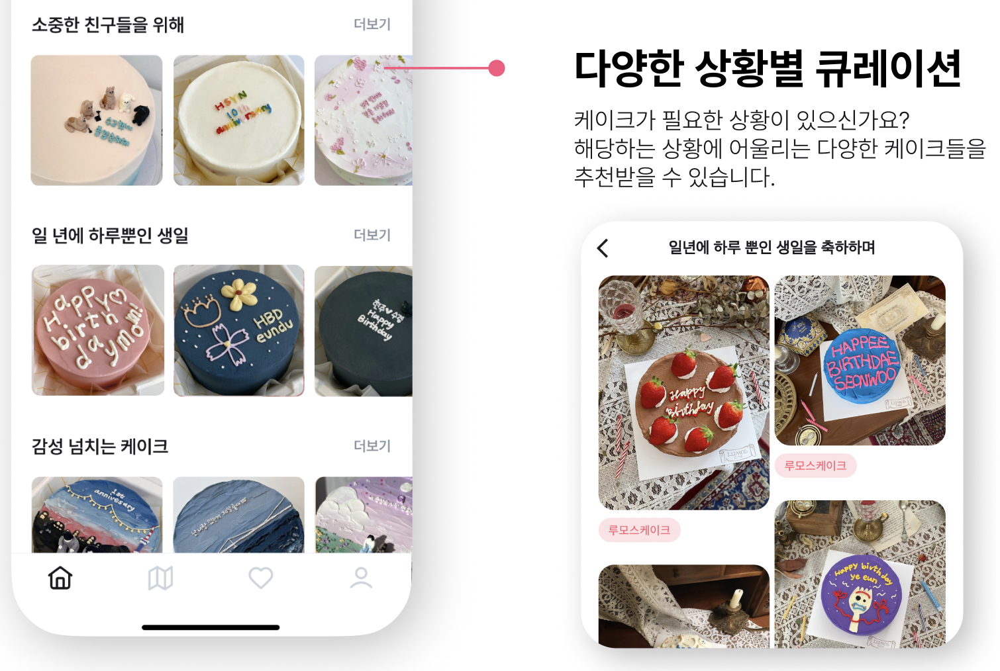 소중한 친구들을 위해
더보기
HSYN
10th
anniversary
일 년에 하루뿐인 생일
더보기
Happy
birth
daymomi
HBD
eundu
Happy
Birthday
감성 넘치는 케이크
더보기
1st
anniversary
다양한 상황별 큐레이션
케이크가 필요한 상황이 있으신가요?
해당하는 상황에 어울리는 다양한 케이크들을
추천받을 수 있습니다.
일년에 하루 뿐인 생일을 축하하며
Happy
Birthday
루모스케이크
HAPPEE
BIRTHDAE
SEONWOO
루모스케이크
Happy birthday
ye eun